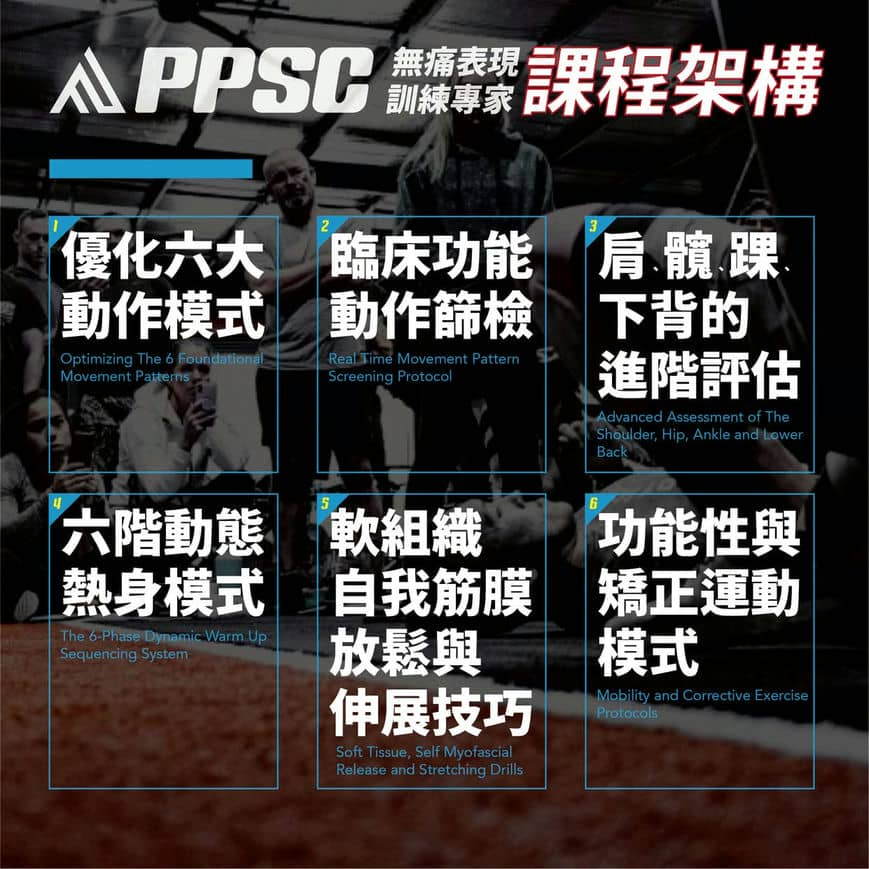 PPSC 無痛表現 課程架構
訓練專家
1
優化六大
動作模式
Optimizing The 6 Foundational
Movement Patterns
2
臨床功能
動作篩檢
Real Time Movement Pattern
Screening Protocol
3
肩、髖、踝、
下背的
進階評估
Advanced Assessment of The
Shoulder, Hip, Ankle and Lower
Back
4
六階動態
熱身模式
The 6-Phase Dynamic Warm Up
Sequencing System
5
軟組織
自我筋膜
放鬆與
伸展技巧
Soft Tissue, Self Myofascial
Release and Stretching Drills
6
功能性與
矯正運動
模式
Mobility and Corrective Exercise
Protocols